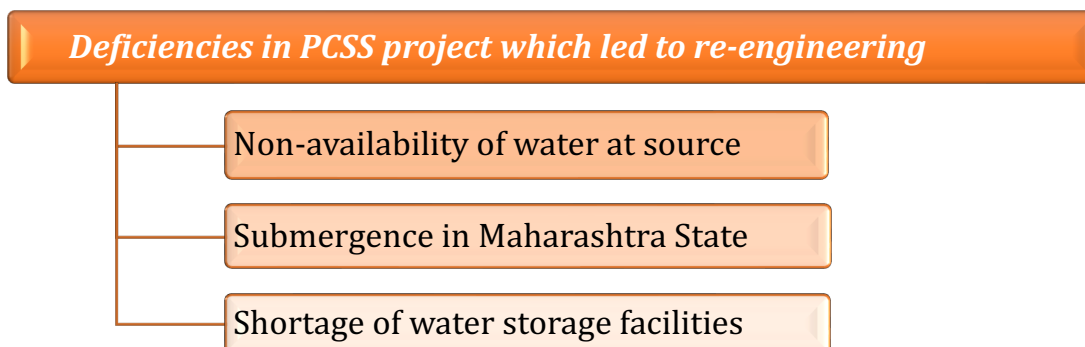 Deficiencies in PCSS project which led to re-engineering
Non-availability of water at source
Submergence in Maharashtra State
Shortage of water storage facilities